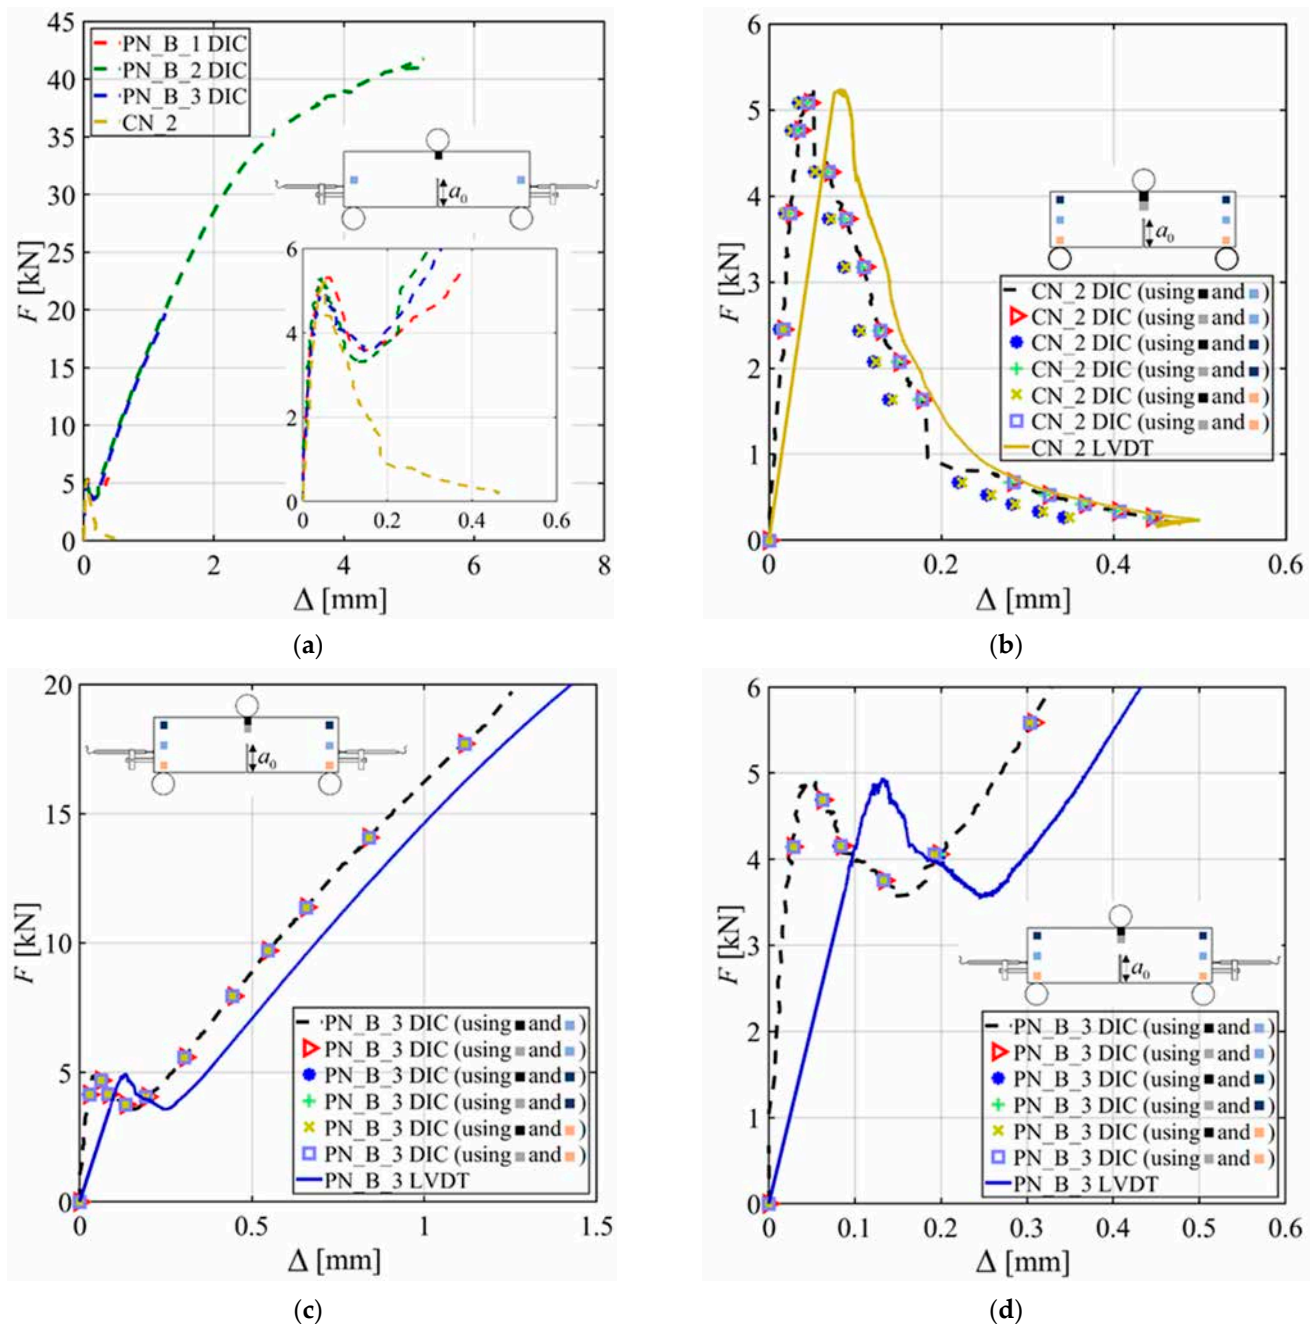 45
40
35
30
25
20
15
10
5
0
F [kN]
PN_B_1 DIC
PN_B_2 DIC
PN_B_3 DIC
CN_2
a0
6
4
2
0
0 0.2 0.4 0.6
0 2 4 6 8
Δ [mm]
(a)
6
5
4
3
2
1
0
F [kN]
a0
CN_2 DIC (using ■ and ■)
CN_2 DIC (using ■ and ■)
CN_2 DIC (using ■ and ■)
CN_2 DIC (using ■ and ■)
CN_2 DIC (using ■ and ■)
CN_2 DIC (using ■ and ■)
CN_2 LVDT
0 0.2 0.4 0.6
Δ [mm]
(b)
20
15
10
5
0
F [kN]
a0
PN_B_3 DIC (using ■ and ■)
PN_B_3 DIC (using ■ and ■)
PN_B_3 DIC (using ■ and ■)
PN_B_3 DIC (using ■ and ■)
PN_B_3 DIC (using ■ and ■)
PN_B_3 DIC (using ■ and ■)
PN_B_3 LVDT
0 0.5 1 1.5
Δ [mm]
(c)
6
5
4
3
2
1
0
F [kN]
a0
PN_B_3 DIC (using ■ and ■)
PN_B_3 DIC (using ■ and ■)
PN_B_3 DIC (using ■ and ■)
PN_B_3 DIC (using ■ and ■)
PN_B_3 DIC (using ■ and ■)
PN_B_3 DIC (using ■ and ■)
PN_B_3 LVDT
0 0.1 0.2 0.3 0.4 0.5 0.6
Δ [mm]
(d)